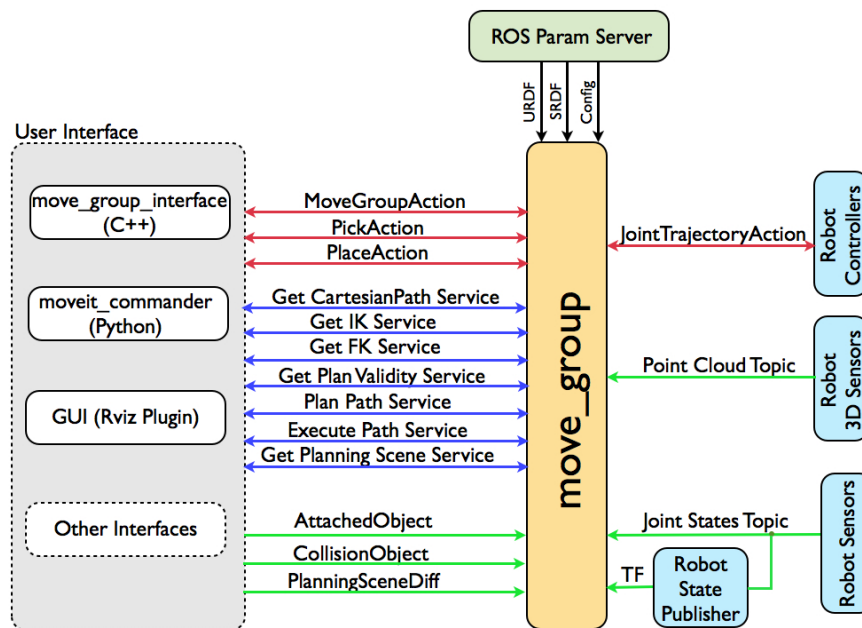 ROS Param Server
URDF
SRDF
Config
User Interface
move_group_interface
(C++)
moveit_commander
(Python)
GUI (Rviz Plugin)
Other Interfaces
MoveGroupAction
PickAction
PlaceAction
Get CartesianPath Service
Get IK Service
Get FK Service
Get Plan Validity Service
Plan Path Service
Execute Path Service
Get Planning Scene Service
AttachedObject
CollisionObject
PlanningSceneDiff
move_group
JointTrajectoryAction
Robot
Controllers
Point Cloud Topic
Robot
3D Sensors
Joint States Topic
Robot Sensors
TF
Robot
State
Publisher